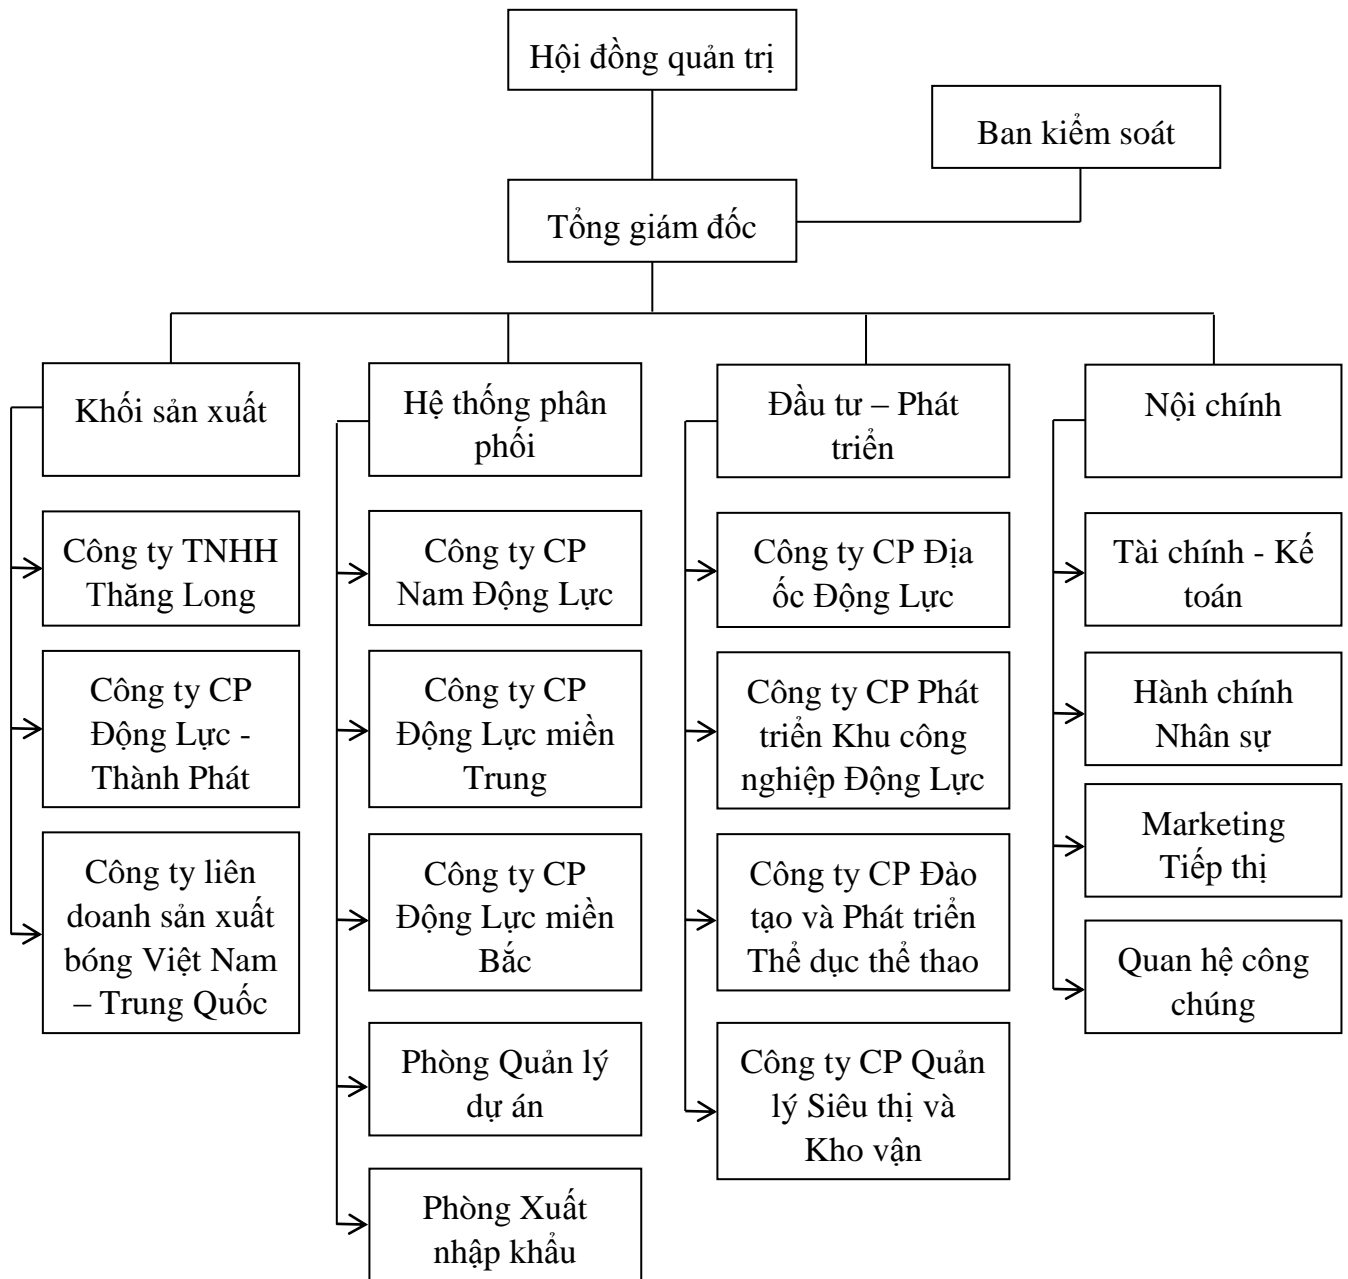 Hội đồng quản trị
Ban kiểm soát
Tổng giám đốc
Khối sản xuất
Công ty TNHH
Thăng Long
Công ty CP
Động Lực -
Thành Phát
Công ty liên
doanh sản xuất
bóng Việt Nam
– Trung Quốc
Hệ thống phân
phối
Công ty CP
Nam Động Lực
Công ty CP
Động Lực miền
Trung
Công ty CP
Động Lực miền
Bắc
Phòng Quản lý
dự án
Phòng Xuất
nhập khẩu
Đầu tư – Phát
triển
Công ty CP Địa
ốc Động Lực
Công ty CP Phát
triển Khu công
nghiệp Động Lực
Công ty CP Đào
tạo và Phát triển
Thể dục thể thao
Công ty CP Quản
lý Siêu thị và
Kho vận
Nội chính
Tài chính - Kế
toán
Hành chính
Nhân sự
Marketing
Tiếp thị
Quan hệ công
chúng